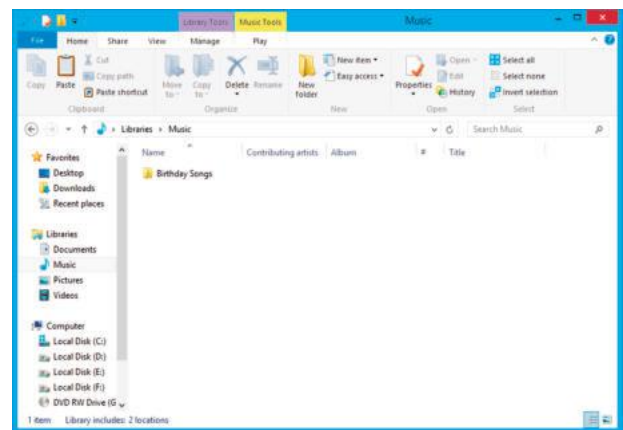 Library Tools Music Tools Music
File Home Share View Manage Play
Copy
Paste
Cut
Copy path
Paste shortcut
Move to
Copy to
Delete
Rename
New folder
New item
Easy access
Properties
Open
Edit
History
Select all
Select none
Invert selection
Clipboard Organize New Open Select
Libraries Music Search Music
Name Contributing artists Album # Title
Birthday Songs
Favorites
Desktop
Downloads
Recent places
Libraries
Documents
Music
Pictures
Videos
Computer
Local Disk (C:)
Local Disk (D:)
Local Disk (E:)
Local Disk (F:)
DVD RW Drive (G
1 item Library includes: 2 locations